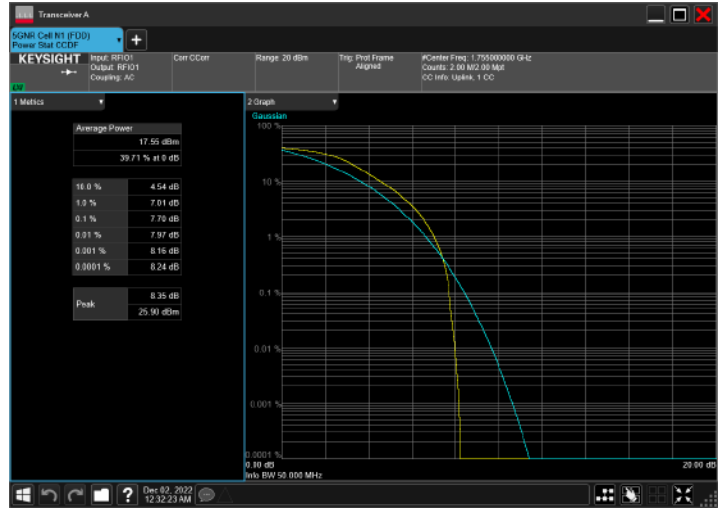 Transceiver A
5GNR Cell N1 (FDD)
Power Stat CCDF
KEYSIGHT
Input: RFIO1
Output: RFIO1
Coupling: AC
Corr CCorr
Range: 20 dBm
Trig: Prot Frame
Aligned
#Center Freq: 1.755000000 GHz
Counts: 2.00 M/2.00 Mpt
CC Info: Uplink, 1 CC
1 Metrics
Average Power
17.55 dBm
39.71 % at 0 dB
10.0 % 4.54 dB
1.0 % 7.01 dB
0.1 % 7.70 dB
0.01 % 7.97 dB
0.001 % 8.16 dB
0.0001 % 8.24 dB
Peak
8.35 dB
25.90 dBm
2 Graph
Gaussian
100 %
10 %
1 %
0.1 %
0.01 %
0.001 %
0.0001 %
0.00 dB
20.00 dB
Info BW 50.000 MHz
Dec 02, 2022
12:32:23 AM